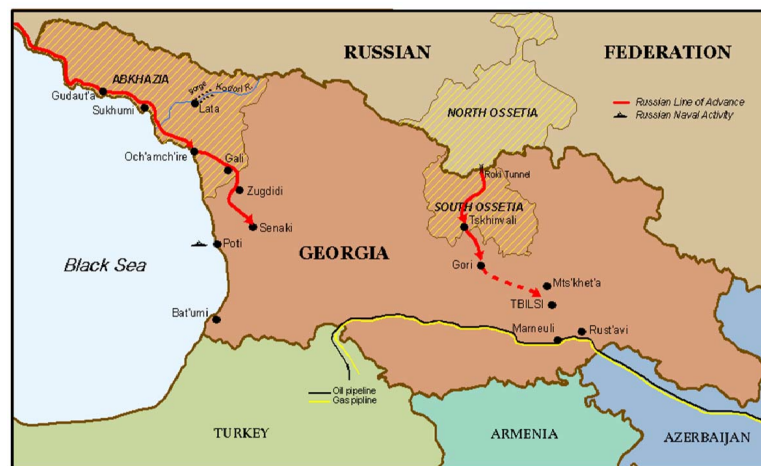 RUSSIAN
FEDERATION
ABKHAZIA
gorge
Kodori R.
Lata
Gudaut'a
Sukhumi
NORTH OSSETIA
Russian Line of Advance
Russian Naval Activity
Och'amch'ire
Gali
Zugdidi
Roki Tunnel
SOUTH OSSETIA
Tskhinvali
Senaki
Poti
GEORGIA
Black Sea
Gori
Mts'khet'a
TBILSI
Bat'umi
Marneuli
Rust'avi
Oil pipeline
Gas pipline
TURKEY
ARMENIA
AZERBAIJAN